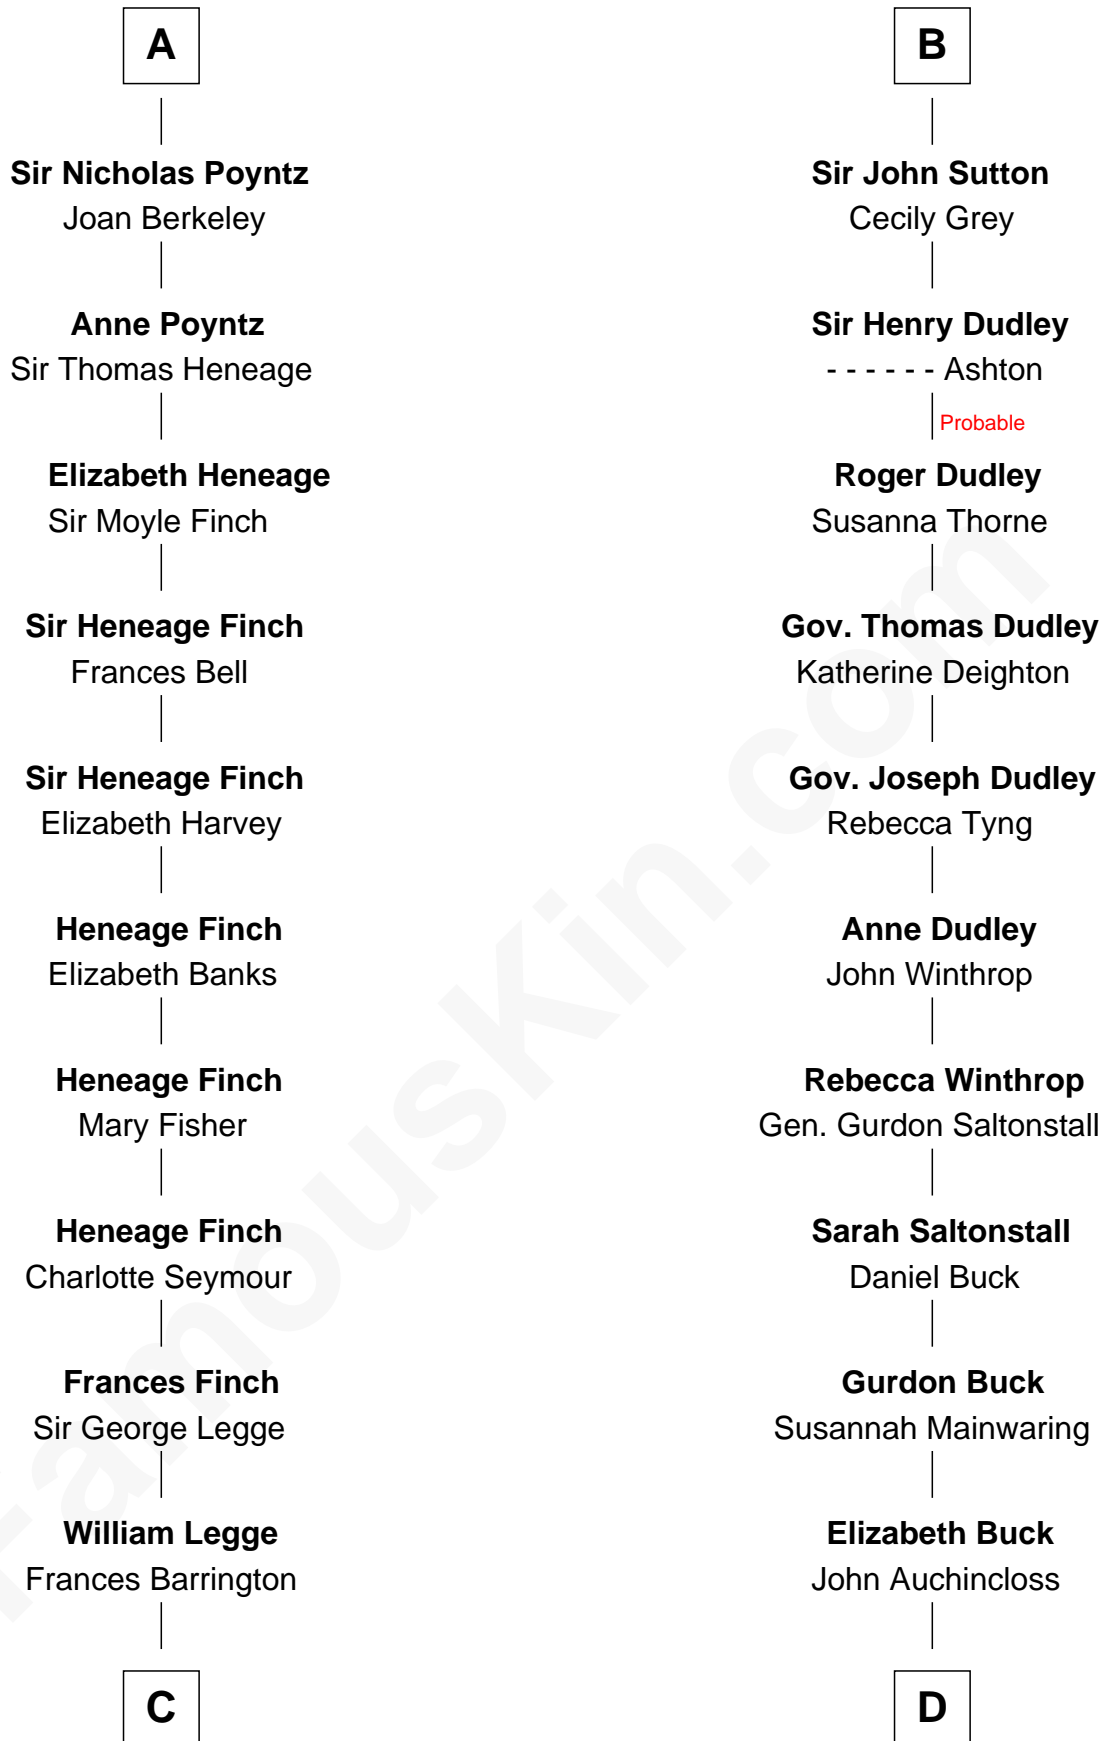 A
Sir Nicholas Poyntz
Joan Berkeley
Anne Poyntz
Sir Thomas Heneage
Elizabeth Heneage
Sir Moyle Finch
Sir Heneage Finch
Frances Bell
Sir Heneage Finch
Elizabeth Harvey
Heneage Finch
Elizabeth Banks
Heneage Finch
Mary Fisher
Heneage Finch
Charlotte Seymour
Frances Finch
Sir George Legge
William Legge
Frances Barrington
C
B
Sir John Sutton
Cecily Grey
Sir Henry Dudley
- - - - - - Ashton
Probable
Roger Dudley
Susanna Thorne
Gov. Thomas Dudley
Katherine Deighton
Gov. Joseph Dudley
Rebecca Tyng
Anne Dudley
John Winthrop
Rebecca Winthrop
Gen. Gurdon Saltonstall
Sarah Saltonstall
Daniel Buck
Gurdon Buck
Susannah Mainwaring
Elizabeth Buck
John Auchincloss
D
FamousKin.com